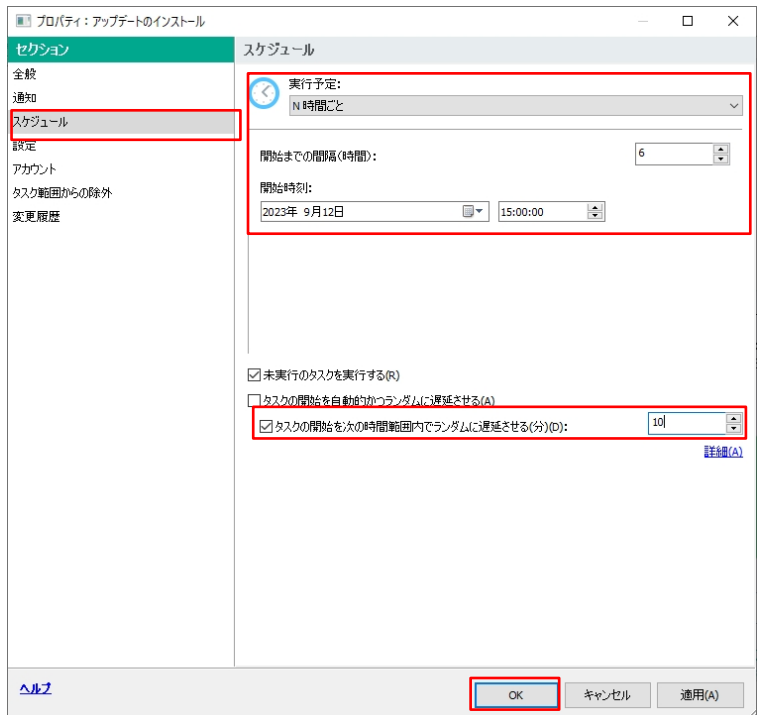 プロパティ：アップデートのインストール
セクション
全般
通知
スケジュール
設定
アカウント
タスク範囲からの除外
変更履歴
スケジュール
実行予定:
N 時間ごと
開始までの間隔(時間):
6
開始時刻:
2023年 9月12日
15:00:00
未実行のタスクを実行する(R)
タスクの開始を自動的かつランダムに遅延させる(A)
タスクの開始を次の時間範囲内でランダムに遅延させる(分)(D):
10
詳細(A)
ヘルプ
OK
キャンセル
適用(A)